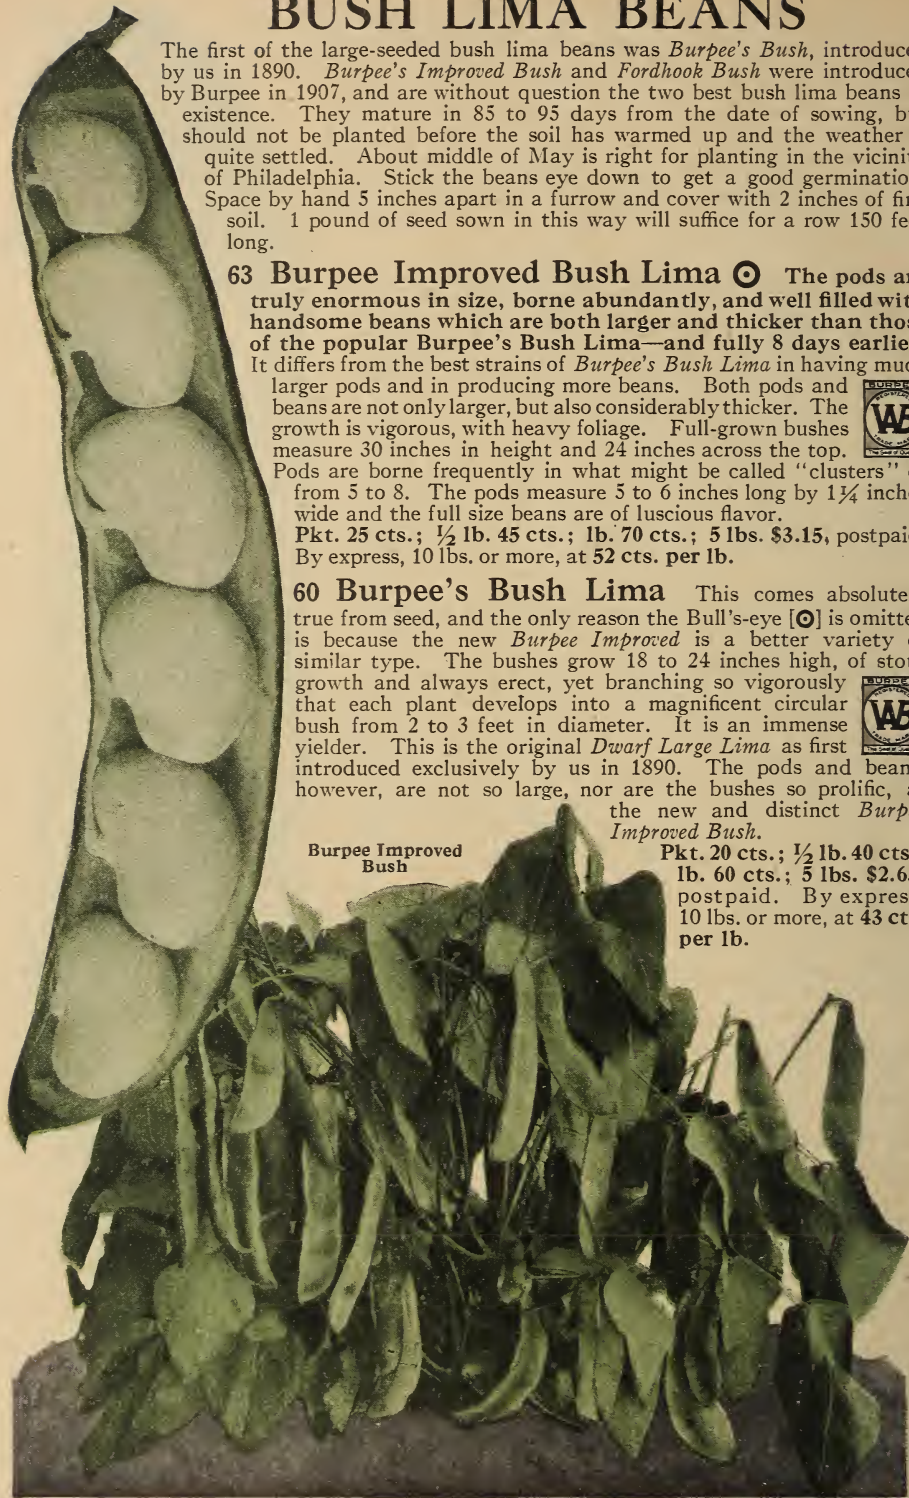 BUSH LIMA BEANS
The first of the large-seeded bush lima beans was Burpee's Bush, introduce
by us in 1890. Burpee's Improved Bush and Fordhook Bush were introduce
by Burpee in 1907, and are without question the two best bush lima beans
existence. They mature in 85 to 95 days from the date of sowing, b
should not be planted before the soil has warmed up and the weather
quite settled. About middle of May is right for planting in the vicini
of Philadelphia. Stick the beans eye down to get a good germinatio
Space by hand 5 inches apart in a furrow and cover with 2 inches of fi
soil. 1 pound of seed sown in this way will suffice for a row 150 fe
long.
63 Burpee Improved Bush Lima ⊙ The pods a
truly enormous in size, borne abundantly, and well filled wit
handsome beans which are both larger and thicker than tho
of the popular Burpee's Bush Lima—and fully 8 days earlie
It differs from the best strains of Burpee's Bush Lima in having muc
larger pods and in producing more beans. Both pods and
beans are not only larger, but also considerably thicker. The
growth is vigorous, with heavy foliage. Full-grown bushes
measure 30 inches in height and 24 inches across the top.
Pods are borne frequently in what might be called "clusters"
from 5 to 8. The pods measure 5 to 6 inches long by 1¼ inch
wide and the full size beans are of luscious flavor.
Pkt. 25 cts.; ½ lb. 45 cts.; lb. 70 cts.; 5 lbs. $3.15, postpai
By express, 10 lbs. or more, at 52 cts. per lb.
60 Burpee's Bush Lima This comes absolute
true from seed, and the only reason the Bull's-eye [⊙] is omitte
is because the new Burpee Improved is a better variety
similar type. The bushes grow 18 to 24 inches high, of sto
growth and always erect, yet branching so vigorously
that each plant develops into a magnificent circular
bush from 2 to 3 feet in diameter. It is an immense
yielder. This is the original Dwarf Large Lima as first
introduced exclusively by us in 1890. The pods and bean
however, are not so large, nor are the bushes so prolific,
the new and distinct Burp
Improved Bush.
Burpee Improved
Bush
Pkt. 20 cts.; ½ lb. 40 cts
lb. 60 cts.; 5 lbs. $2.6
postpaid. By expres
10 lbs. or more, at 43 ct
per lb.